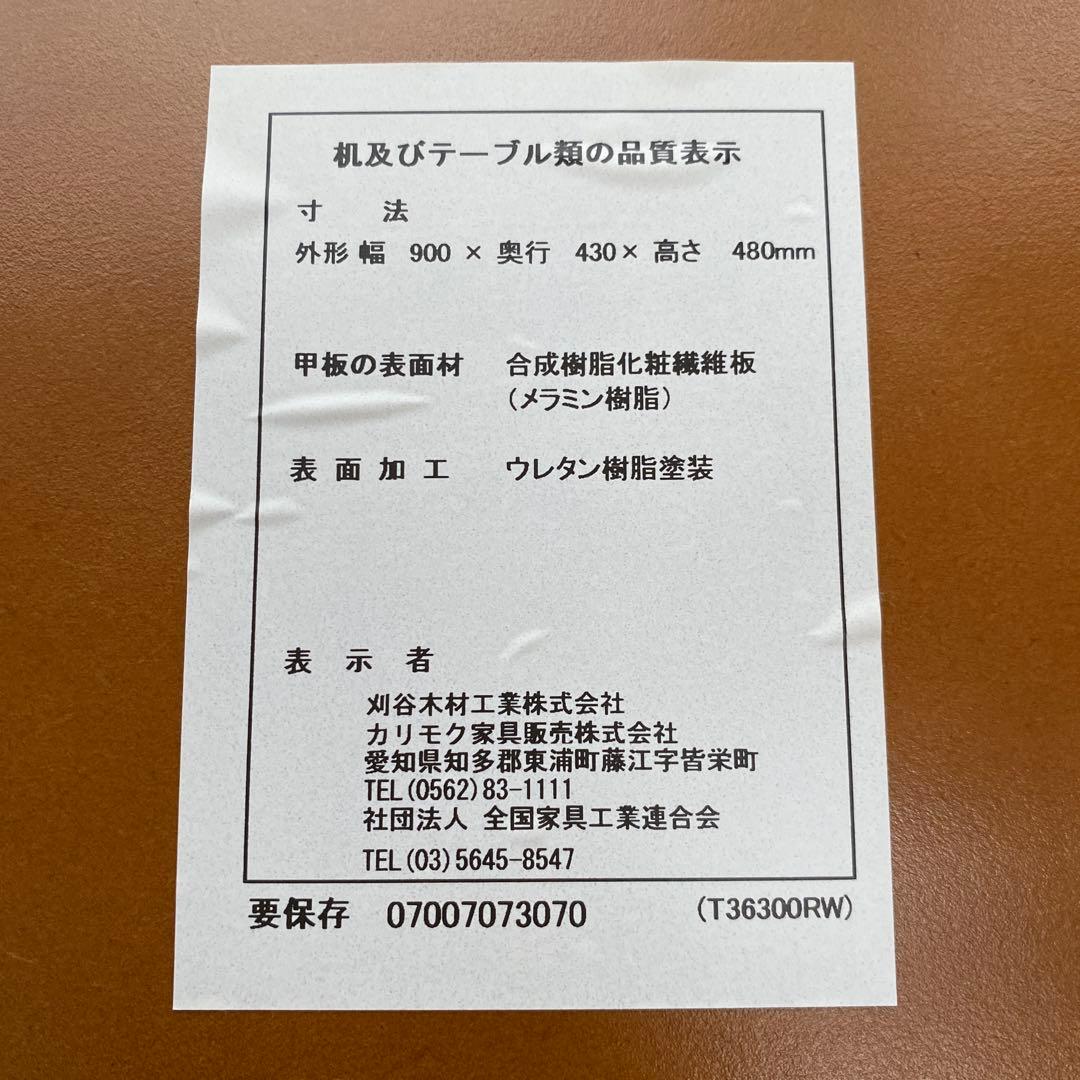 机及びテーブル類の品質表示
寸 法
外形 幅 900 × 奥行 430× 高さ 480mm
甲板の表面材 合成樹脂化粧繊維板
(メラミン樹脂)
表 面 加 工 ウレタン樹脂塗装
表 示 者
刈谷木材工業株式会社
カリモク家具販売株式会社
愛知県知多郡東浦町藤江字皆栄町
TEL(0562)83-1111
社団法人 全国家具工業連合会
TEL(03)5645-8547
要保存 07007073070 (T36300RW)